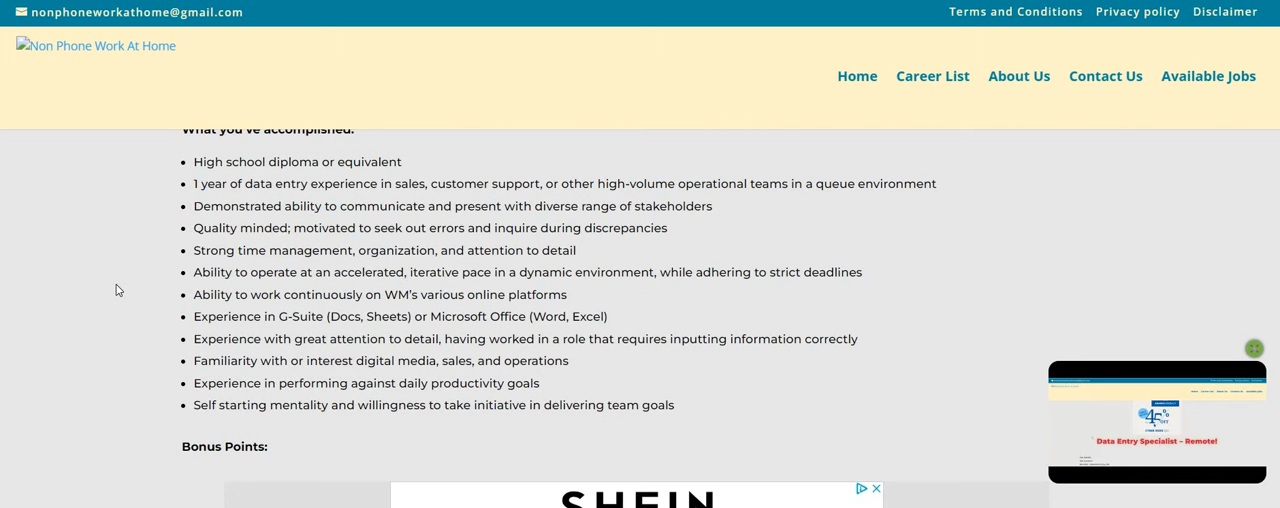 nonphoneworkathome@gmail.com
Terms and Conditions Privacy policy Disclaimer
Non Phone Work At Home
Home Career List About Us Contact Us Available Jobs
What you've accomplished:
High school diploma or equivalent
1 year of data entry experience in sales, customer support, or other high-volume operational teams in a queue environment
Demonstrated ability to communicate and present with diverse range of stakeholders
Quality minded; motivated to seek out errors and inquire during discrepancies
Strong time management, organization, and attention to detail
Ability to operate at an accelerated, iterative pace in a dynamic environment, while adhering to strict deadlines
Ability to work continuously on WM's various online platforms
Experience in G-Suite (Docs, Sheets) or Microsoft Office (Word, Excel)
Experience with great attention to detail, having worked in a role that requires inputting information correctly
Familiarity with or interest digital media, sales, and operations
Experience in performing against daily productivity goals
Self starting mentality and willingness to take initiative in delivering team goals
Bonus Points:
SHEIN
45% OFF
Data Entry Specialist – Remote!